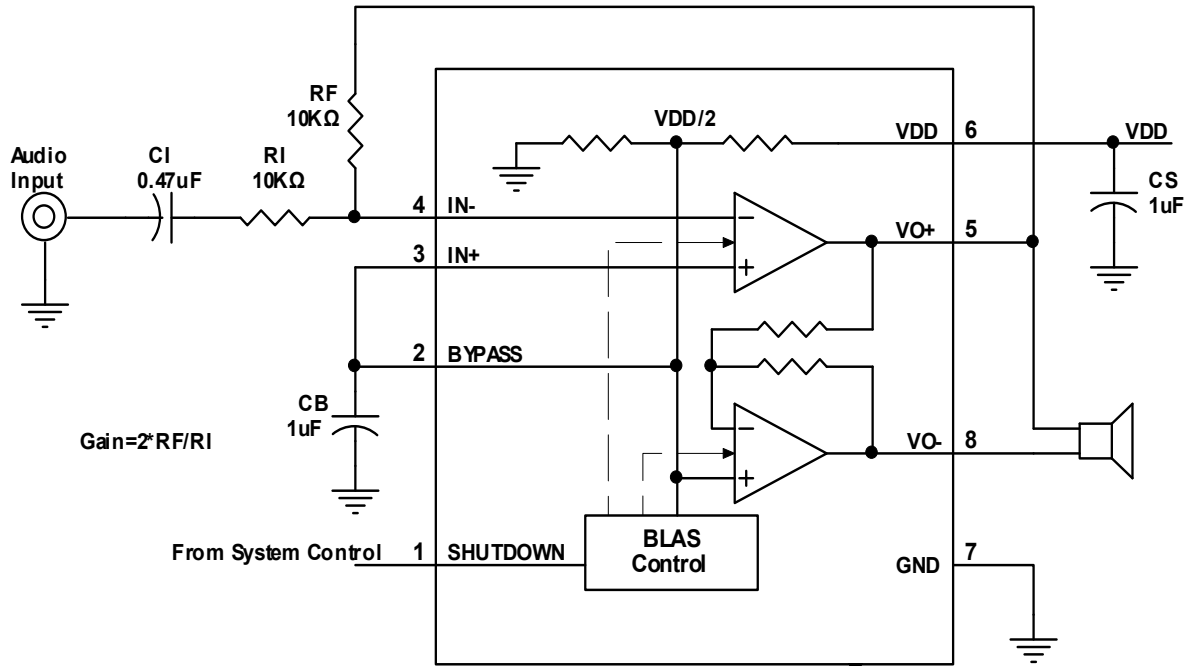 RF
10KΩ
VDD/2
VDD
6
VDD
Audio
Input
CI
0.47uF
RI
10KΩ
CS
1uF
4
IN-
−
VO+
5
3
IN+
+
2
BYPASS
CB
1uF
Gain=2*RF/RI
−
VO-
8
+
From System Control
1
SHUTDOWN
BLAS
Control
GND
7